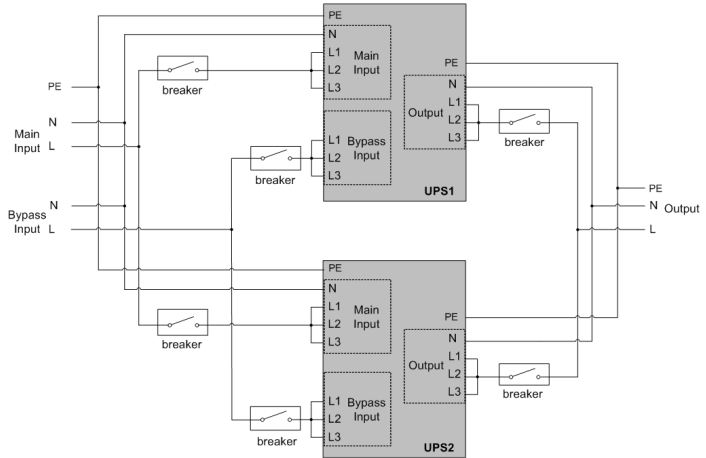 PE
N
L1
L2
L3
Main
Input
breaker
L1
L2
L3
Bypass
Input
breaker
PE
N
L1
L2
L3
Output
breaker
UPS1
PE
N
Main
Input
L
N
Bypass
Input
L
PE
N
Output
L
PE
N
L1
L2
L3
Main
Input
breaker
L1
L2
L3
Bypass
Input
breaker
PE
N
L1
L2
L3
Output
breaker
UPS2